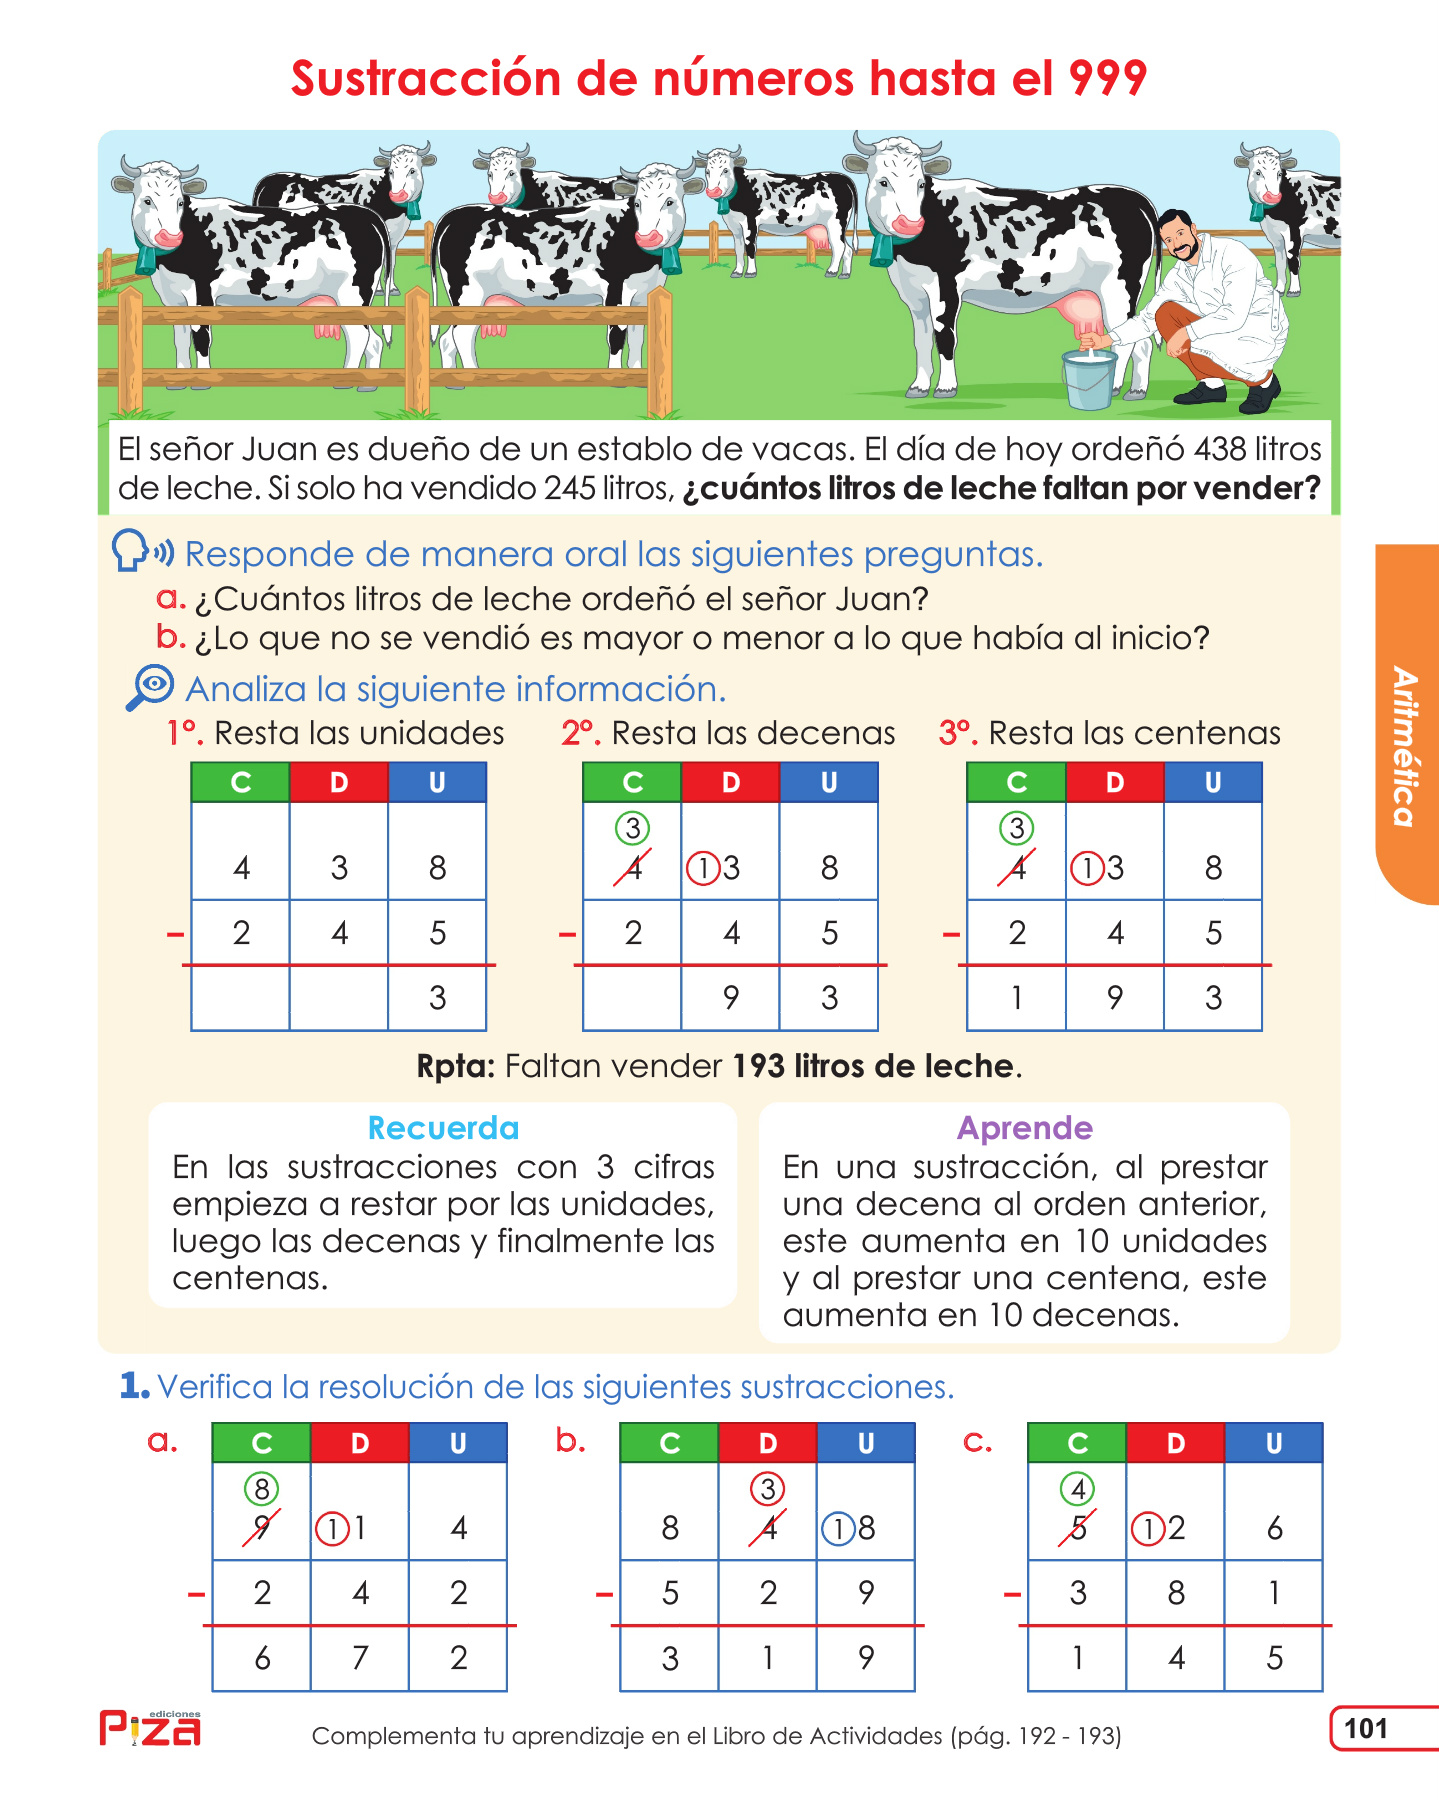 Sustracción de números hasta el 999
El señor Juan es dueño de un establo de vacas. El día de hoy ordeñó 438 litros
de leche. Si solo ha vendido 245 litros, ¿cuántos litros de leche faltan por vender?
Responde de manera oral las siguientes preguntas.
a. ¿Cuántos litros de leche ordeñó el señor Juan?
b. ¿Lo que no se vendió es mayor o menor a lo que había al inicio?
Analiza la siguiente información.
1°. Resta las unidades 2°. Resta las decenas 3°. Resta las centenas
C D U C D U C D U
3 3
4 3 8 4 13 8 4 13 8
– 2 4 5 – 2 4 5 – 2 4 5
3 9 3 1 9 3
Rpta: Faltan vender 193 litros de leche.
Recuerda
En las sustracciones con 3 cifras
empieza a restar por las unidades,
luego las decenas y finalmente las
centenas.
Aprende
En una sustracción, al prestar
una decena al orden anterior,
este aumenta en 10 unidades
y al prestar una centena, este
aumenta en 10 decenas.
1. Verifica la resolución de las siguientes sustracciones.
a. C D U b. C D U c. C D U
8 3 4
9 11 4 8 4 18 5 12 6
– 2 4 2 – 5 2 9 – 3 8 1
6 7 2 3 1 9 1 4 5
Aritmética
ediciones
Piza
Complementa tu aprendizaje en el Libro de Actividades (pág. 192 - 193)
101